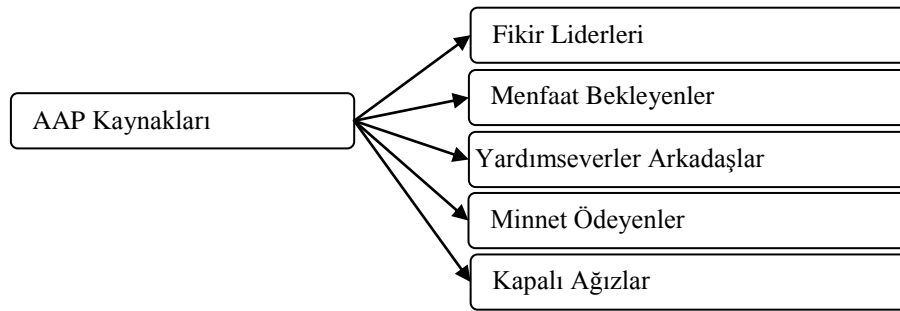 AAP Kaynakları
Fikir Liderleri
Menfaat Bekleyenler
Yardımseverler Arkadaşlar
Minnet Ödeyenler
Kapalı Ağızlar